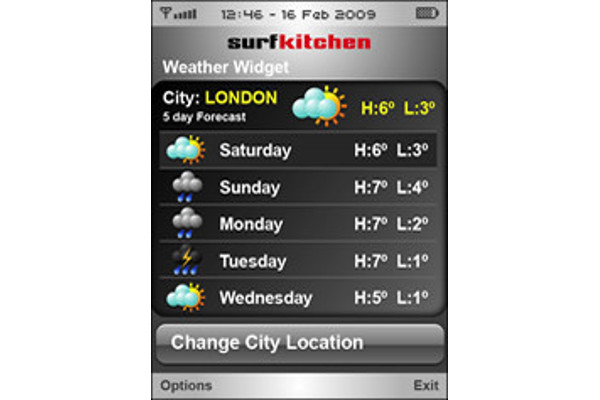 12:46 - 16 Feb 2009
surfkitchen
Weather Widget
City: LONDON H:6º L:3º
5 day Forecast
Saturday H:6º L:3º
Sunday H:7º L:4º
Monday H:7º L:2º
Tuesday H:7º L:1º
Wednesday H:5º L:1º
Change City Location
Options Exit